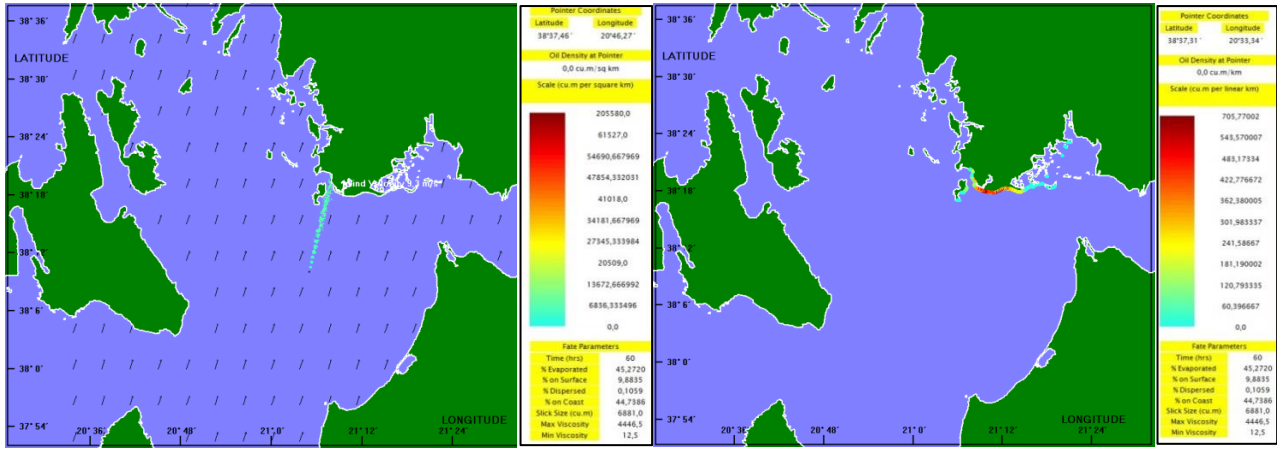 38° 36'
LATITUDE
38° 30'
38° 24'
38° 18'
38° 6'
38° 0'
37° 54'
20° 36'
20° 48'
21° 0'
21° 12'
21° 24'
LONGITUDE
Pointer Coordinates
Latitude Longitude
38°37,46´ 20°46,27´
Oil Density at Pointer
0,0 cu.m/sq km
Scale (cu.m per square km)
205580,0
61527,0
54690,667969
47854,332031
41018,0
34181,667969
27345,333984
20509,0
13672,666992
6836,333496
0,0
Fate Parameters
Time (hrs) 60
% Evaporated 45,2720
% on Surface 9,8835
% Dispersed 0,1059
% on Coast 44,7386
Slick Size (cu.m) 6881,0
Max Viscosity 4446,5
Min Viscosity 12,5
38° 36'
LATITUDE
38° 30'
38° 24'
38° 18'
38° 12'
38° 6'
38° 0'
37° 54'
20° 36'
20° 48'
21° 0'
21° 12'
21° 24'
LONGITUDE
Pointer Coordinates
Latitude Longitude
38°37,31´ 20°33,34´
Oil Density at Pointer
0,0 cu.m/km
Scale (cu.m per linear km)
705,77002
543,570007
483,17334
422,776672
362,380005
301,983337
241,58667
181,190002
120,793335
60,396667
0,0
Fate Parameters
Time (hrs) 60
% Evaporated 45,2720
% on Surface 9,8835
% Dispersed 0,1059
% on Coast 44,7386
Slick Size (cu.m) 6881,0
Max Viscosity 4446,5
Min Viscosity 12,5